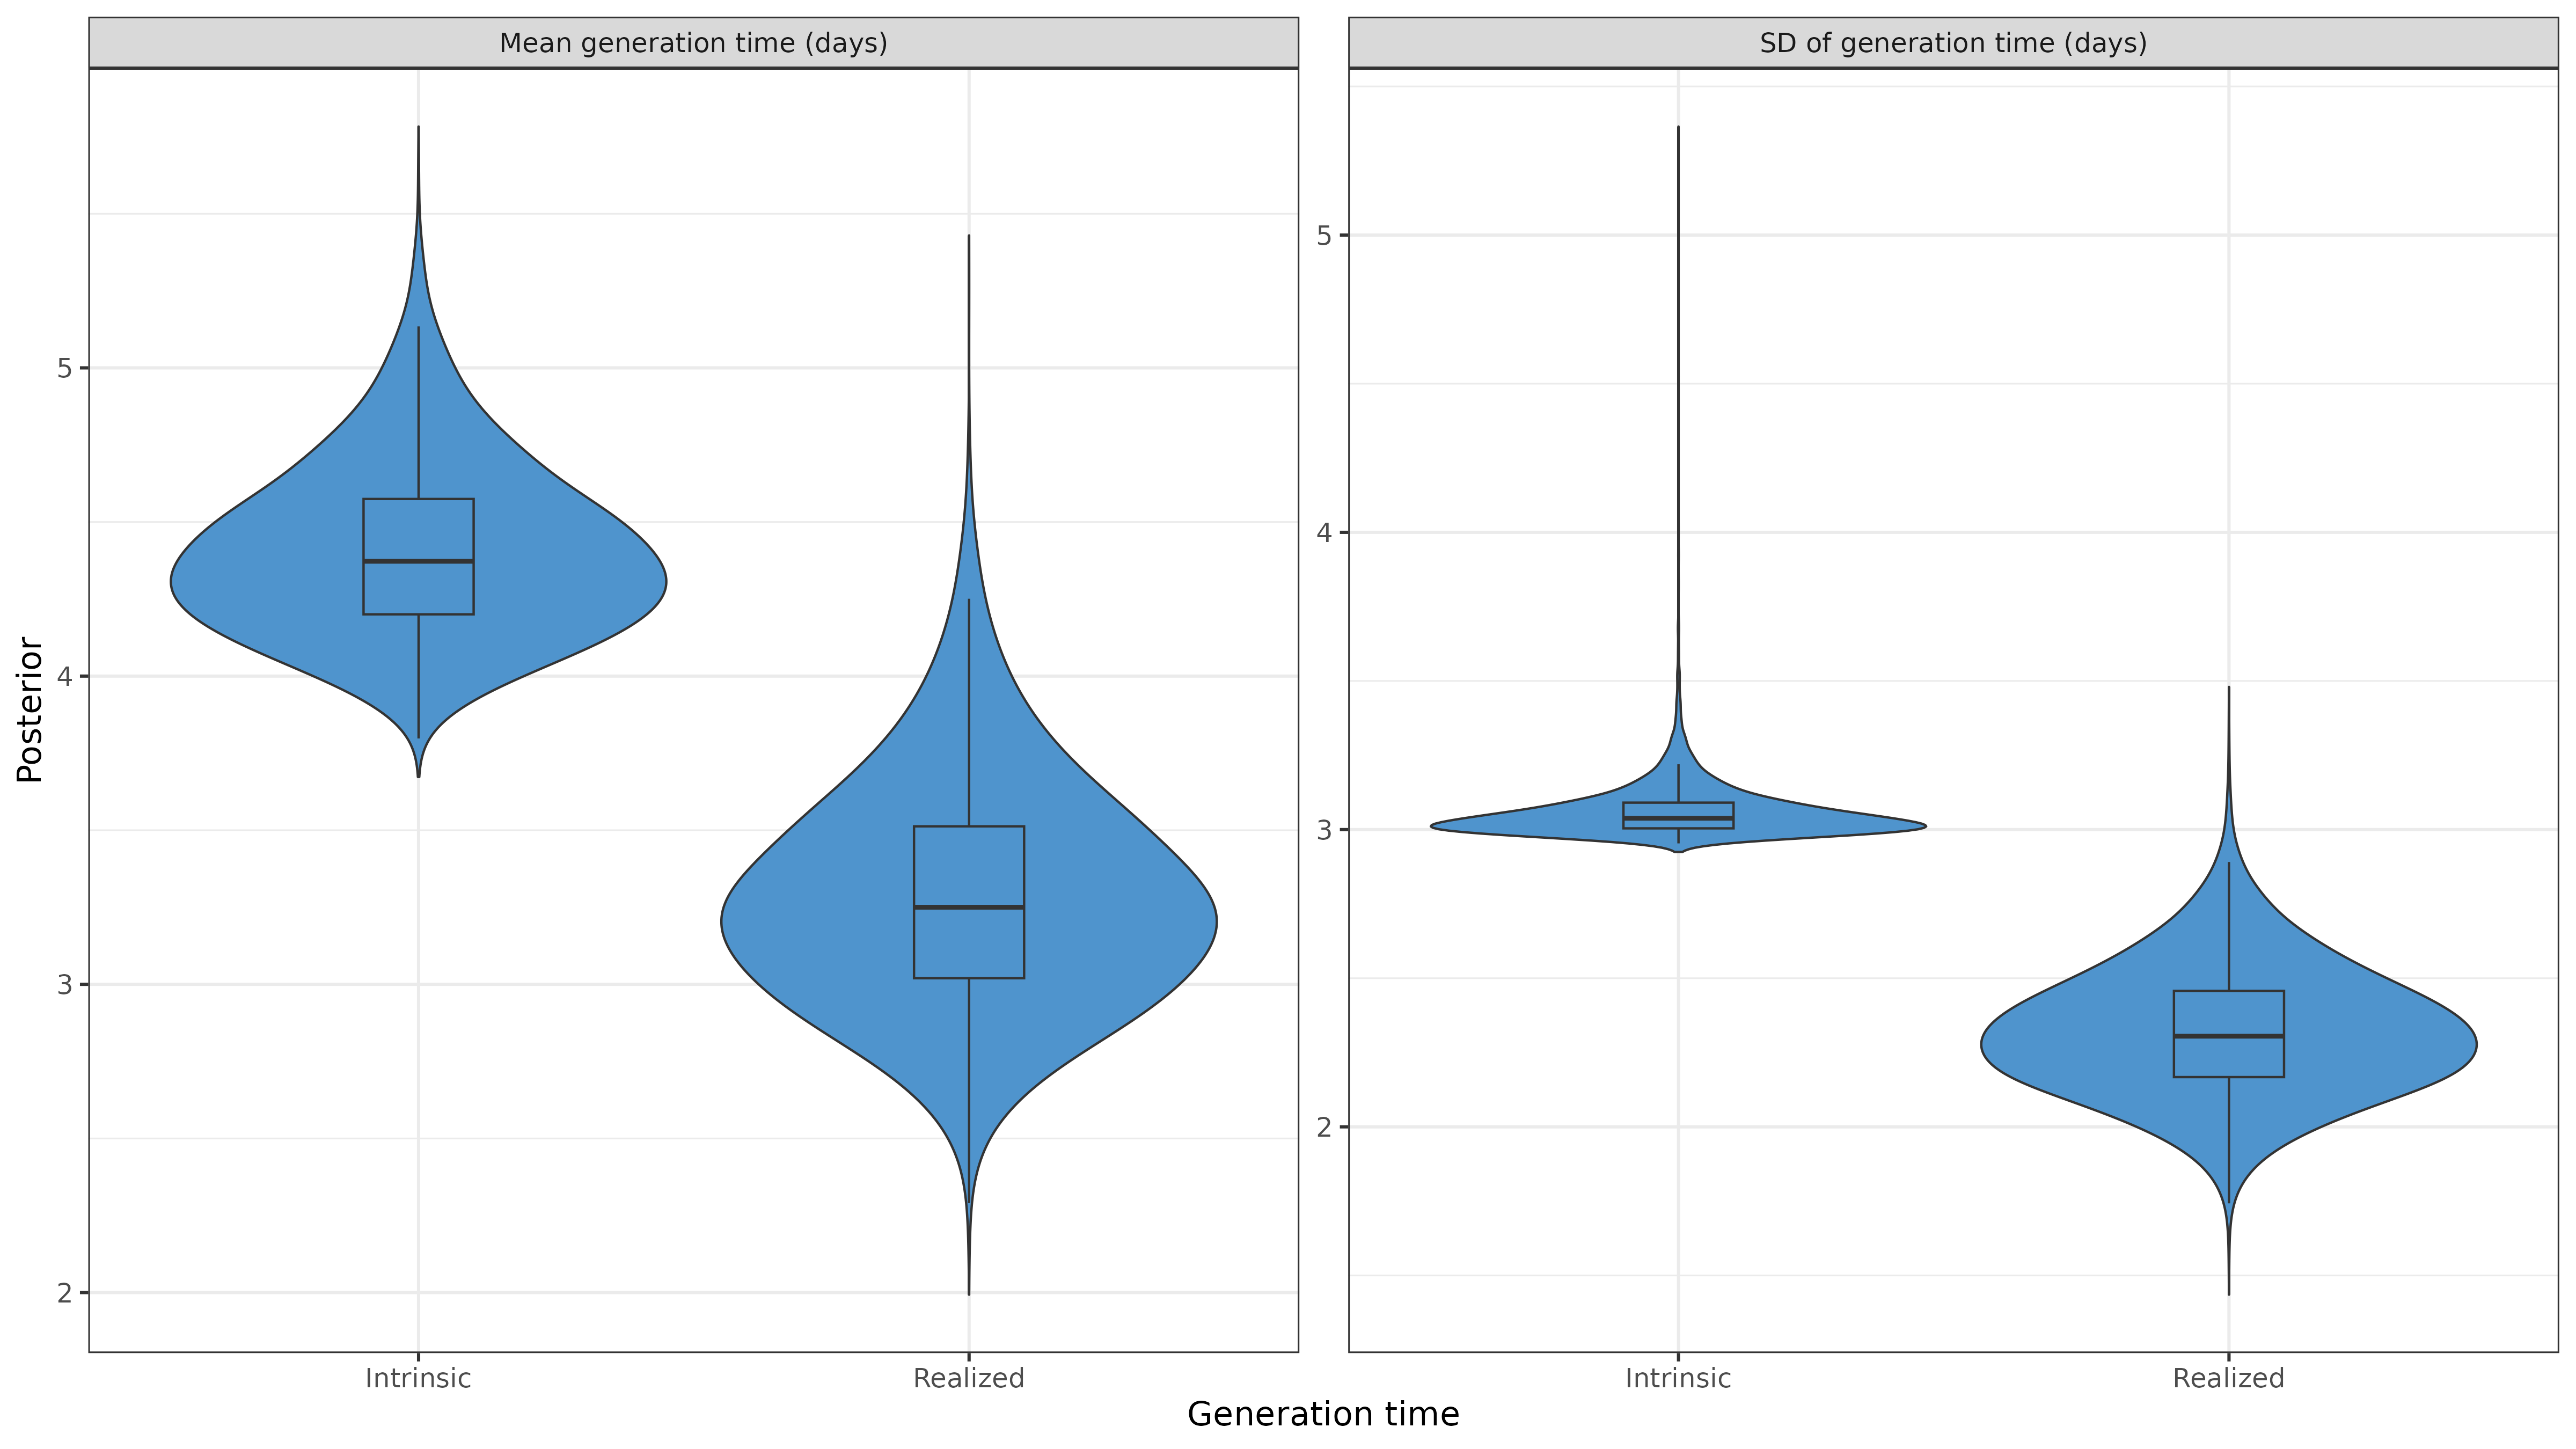 Mean generation time (days)
SD of generation time (days)
Posterior
5
4
3
2
5
4
3
2
Intrinsic
Realized
Intrinsic
Realized
Generation time